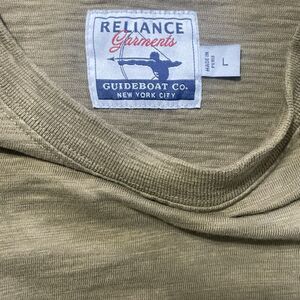 RELIANCE
Garments
GUIDEBOAT Co.
NEW YORK CITY
MADE IN
PERU
L